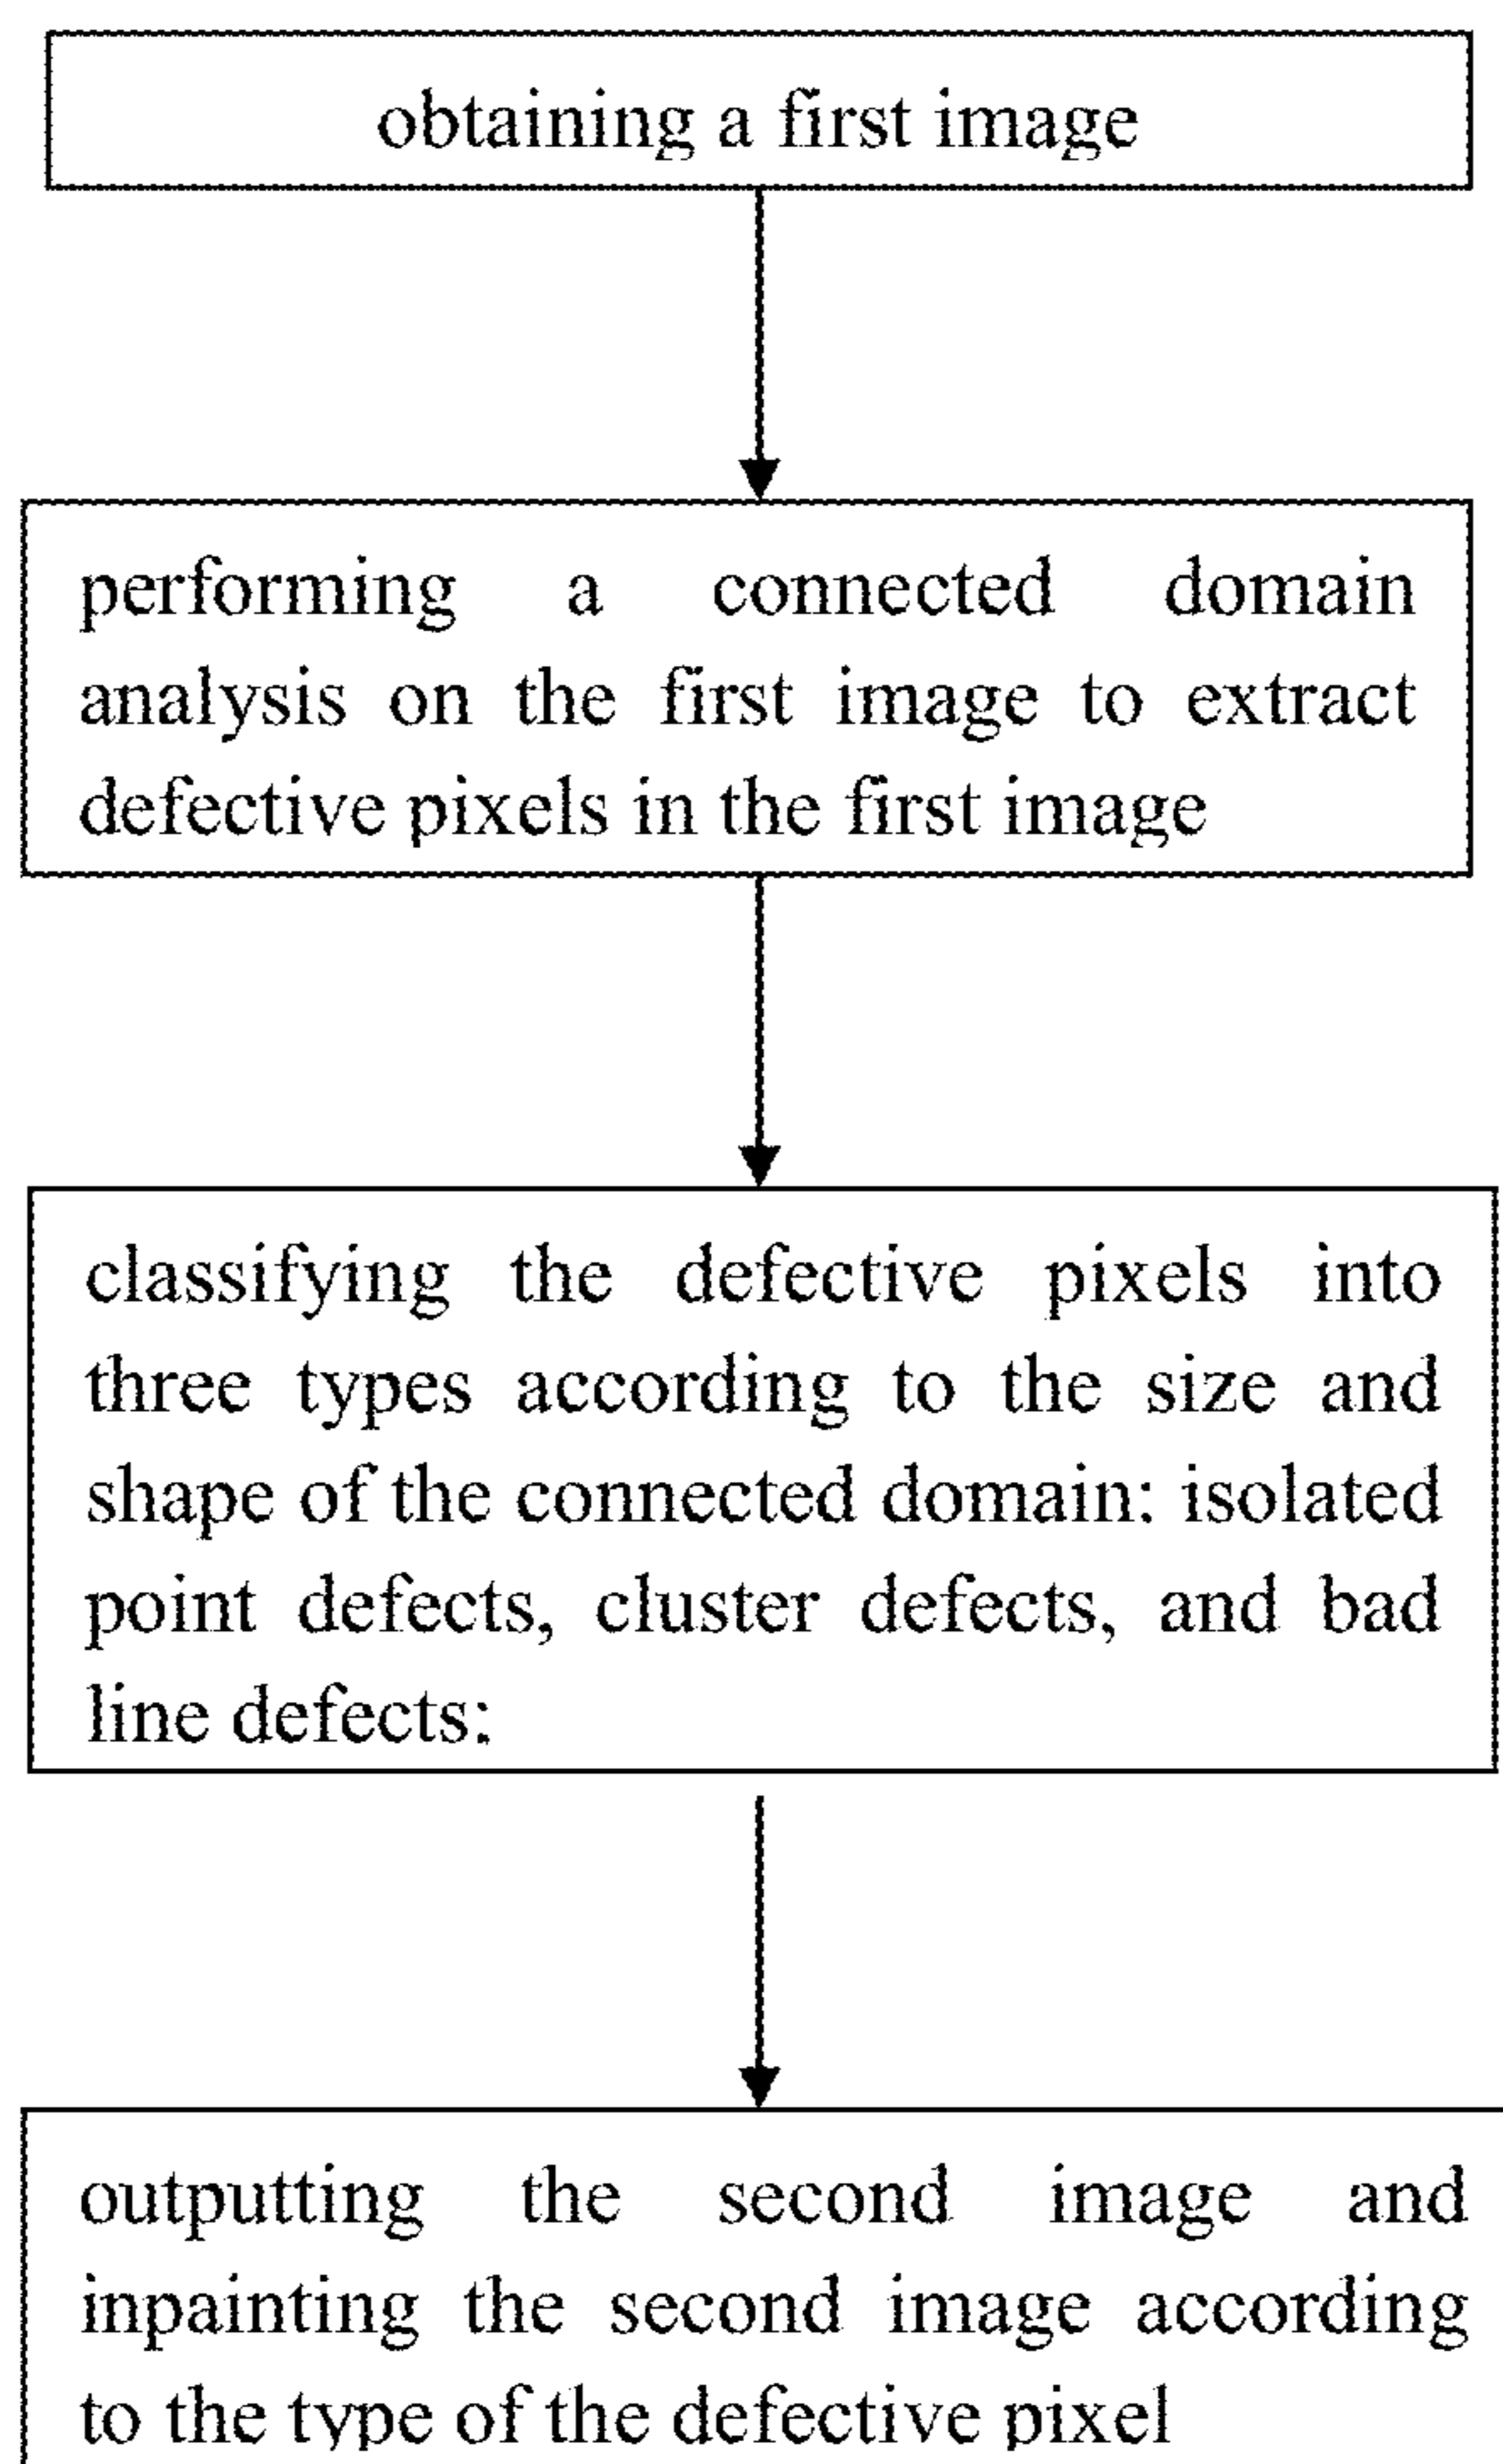 obtaining a first image
performing a connected domain
analysis on the first image to extract
defective pixels in the first image
classifying the defective pixels into
three types according to the size and
shape of the connected domain: isolated
point defects, cluster defects, and bad
line defects;
outputting the second image and
inpainting the second image according
to the type of the defective pixel